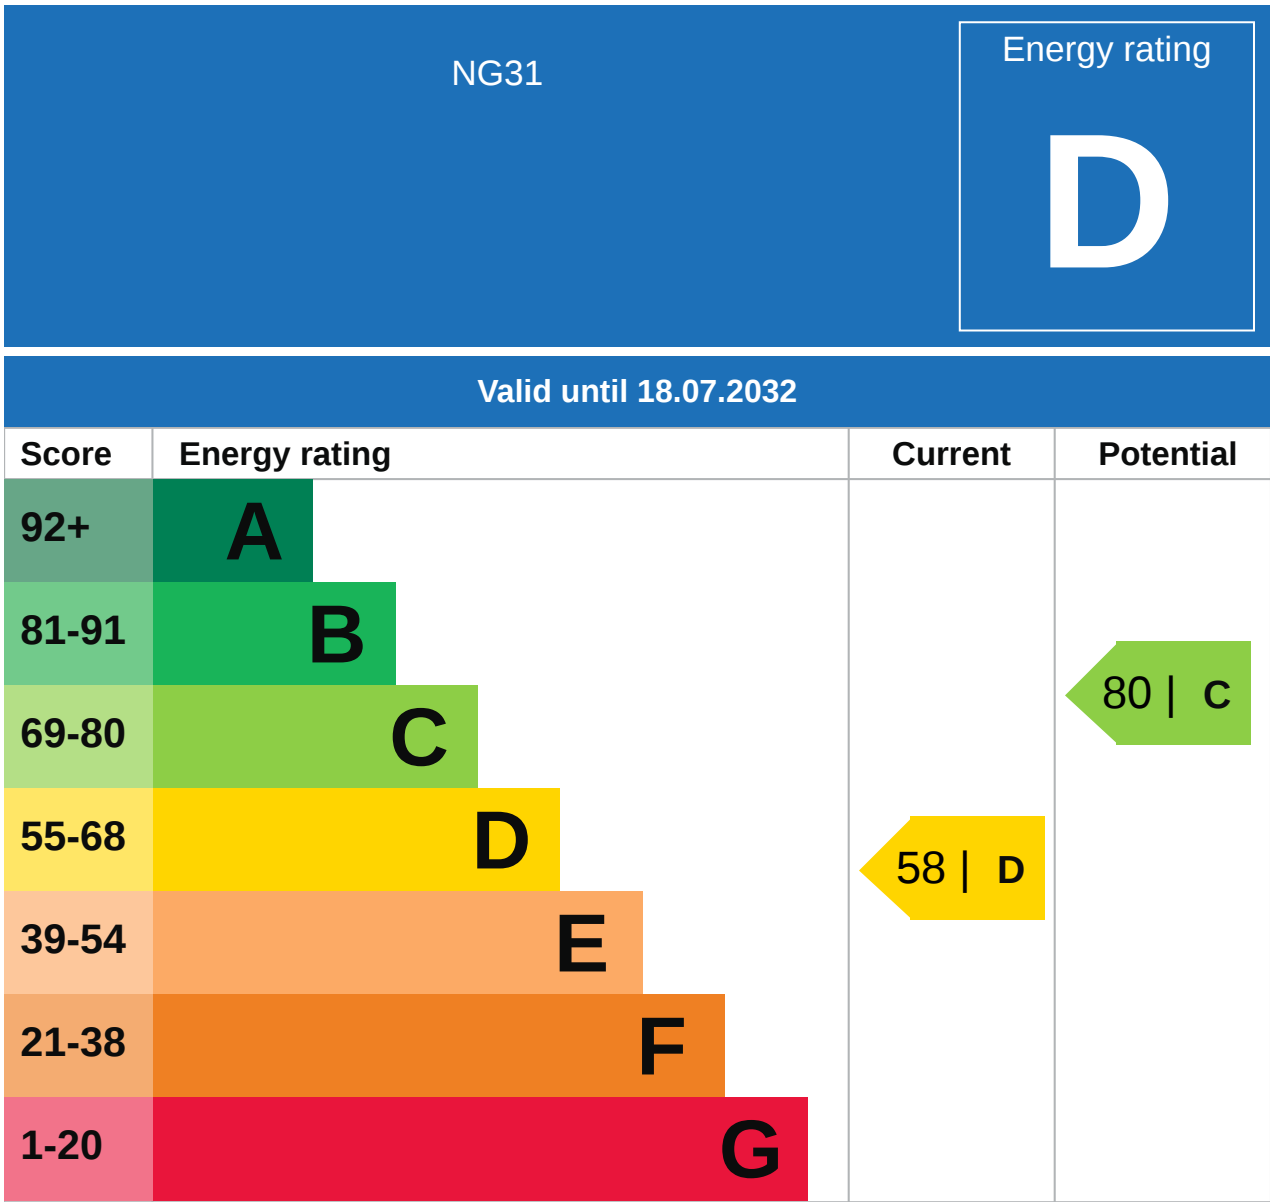 NG31
Energy rating
D
Valid until 18.07.2032
Score Energy rating Current Potential
92+ A
81-91 B
80 | C
69-80 C
55-68 D
58 | D
39-54 E
21-38 F
1-20 G